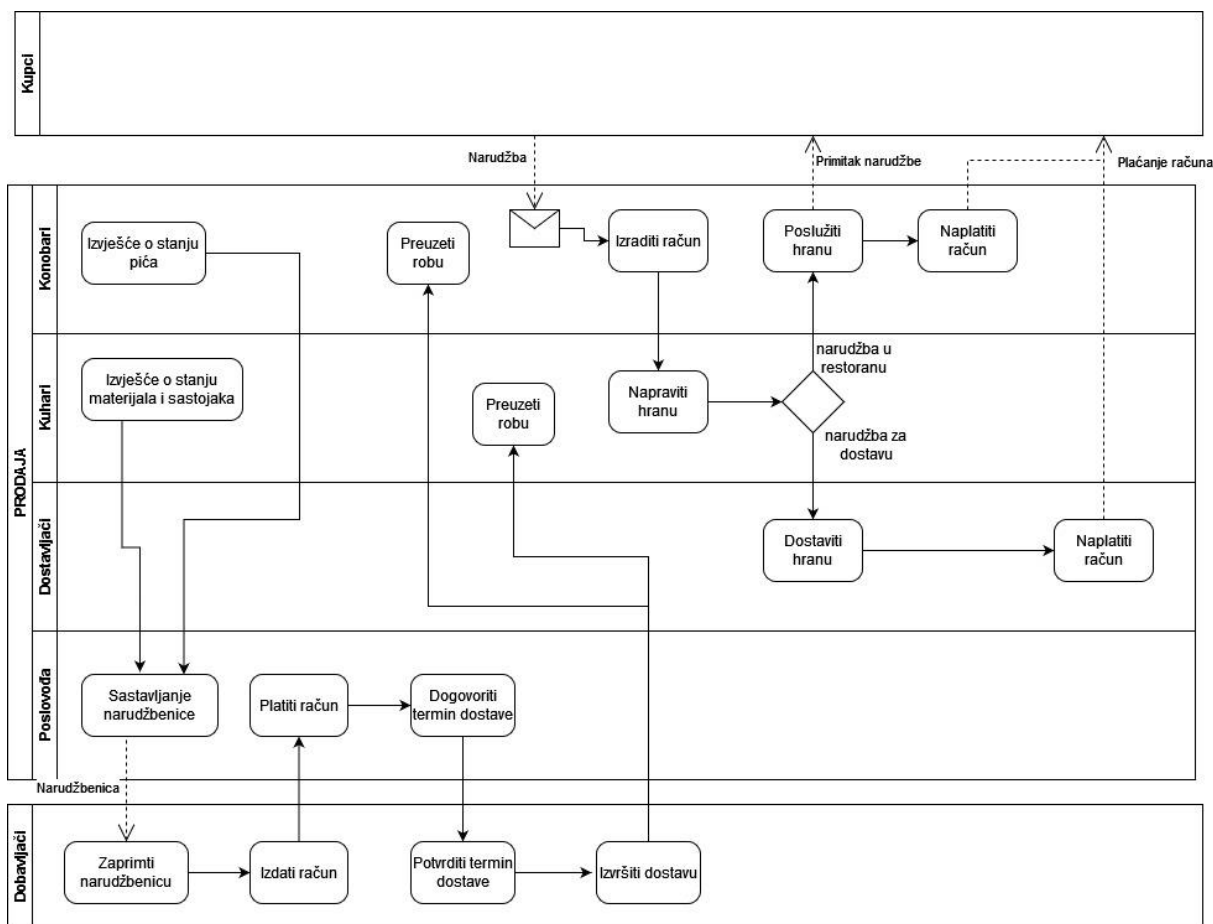 Kupci
Narudžba
Primitak narudžbe
Plaćanje računa
PRODAJA
Konobari
Izvješće o stanju
pića
Preuzeti
robu
Izraditi račun
Poslužiti
hranu
Naplatiti
račun
Kuhari
Izvješće o stanju
materijala i sastojaka
Preuzeti
robu
Napraviti
hranu
narudžba u
restoranu
narudžba za
dostavu
Dostavljači
Dostaviti
hranu
Naplatiti
račun
Poslovođa
Sastavljanje
narudžbenice
Platiti račun
Dogovoriti
termin dostave
Narudžbenica
Dobavljači
Zaprimti
narudžbenicu
Izdati račun
Potvrditi termin
dostave
Izvršiti dostavu